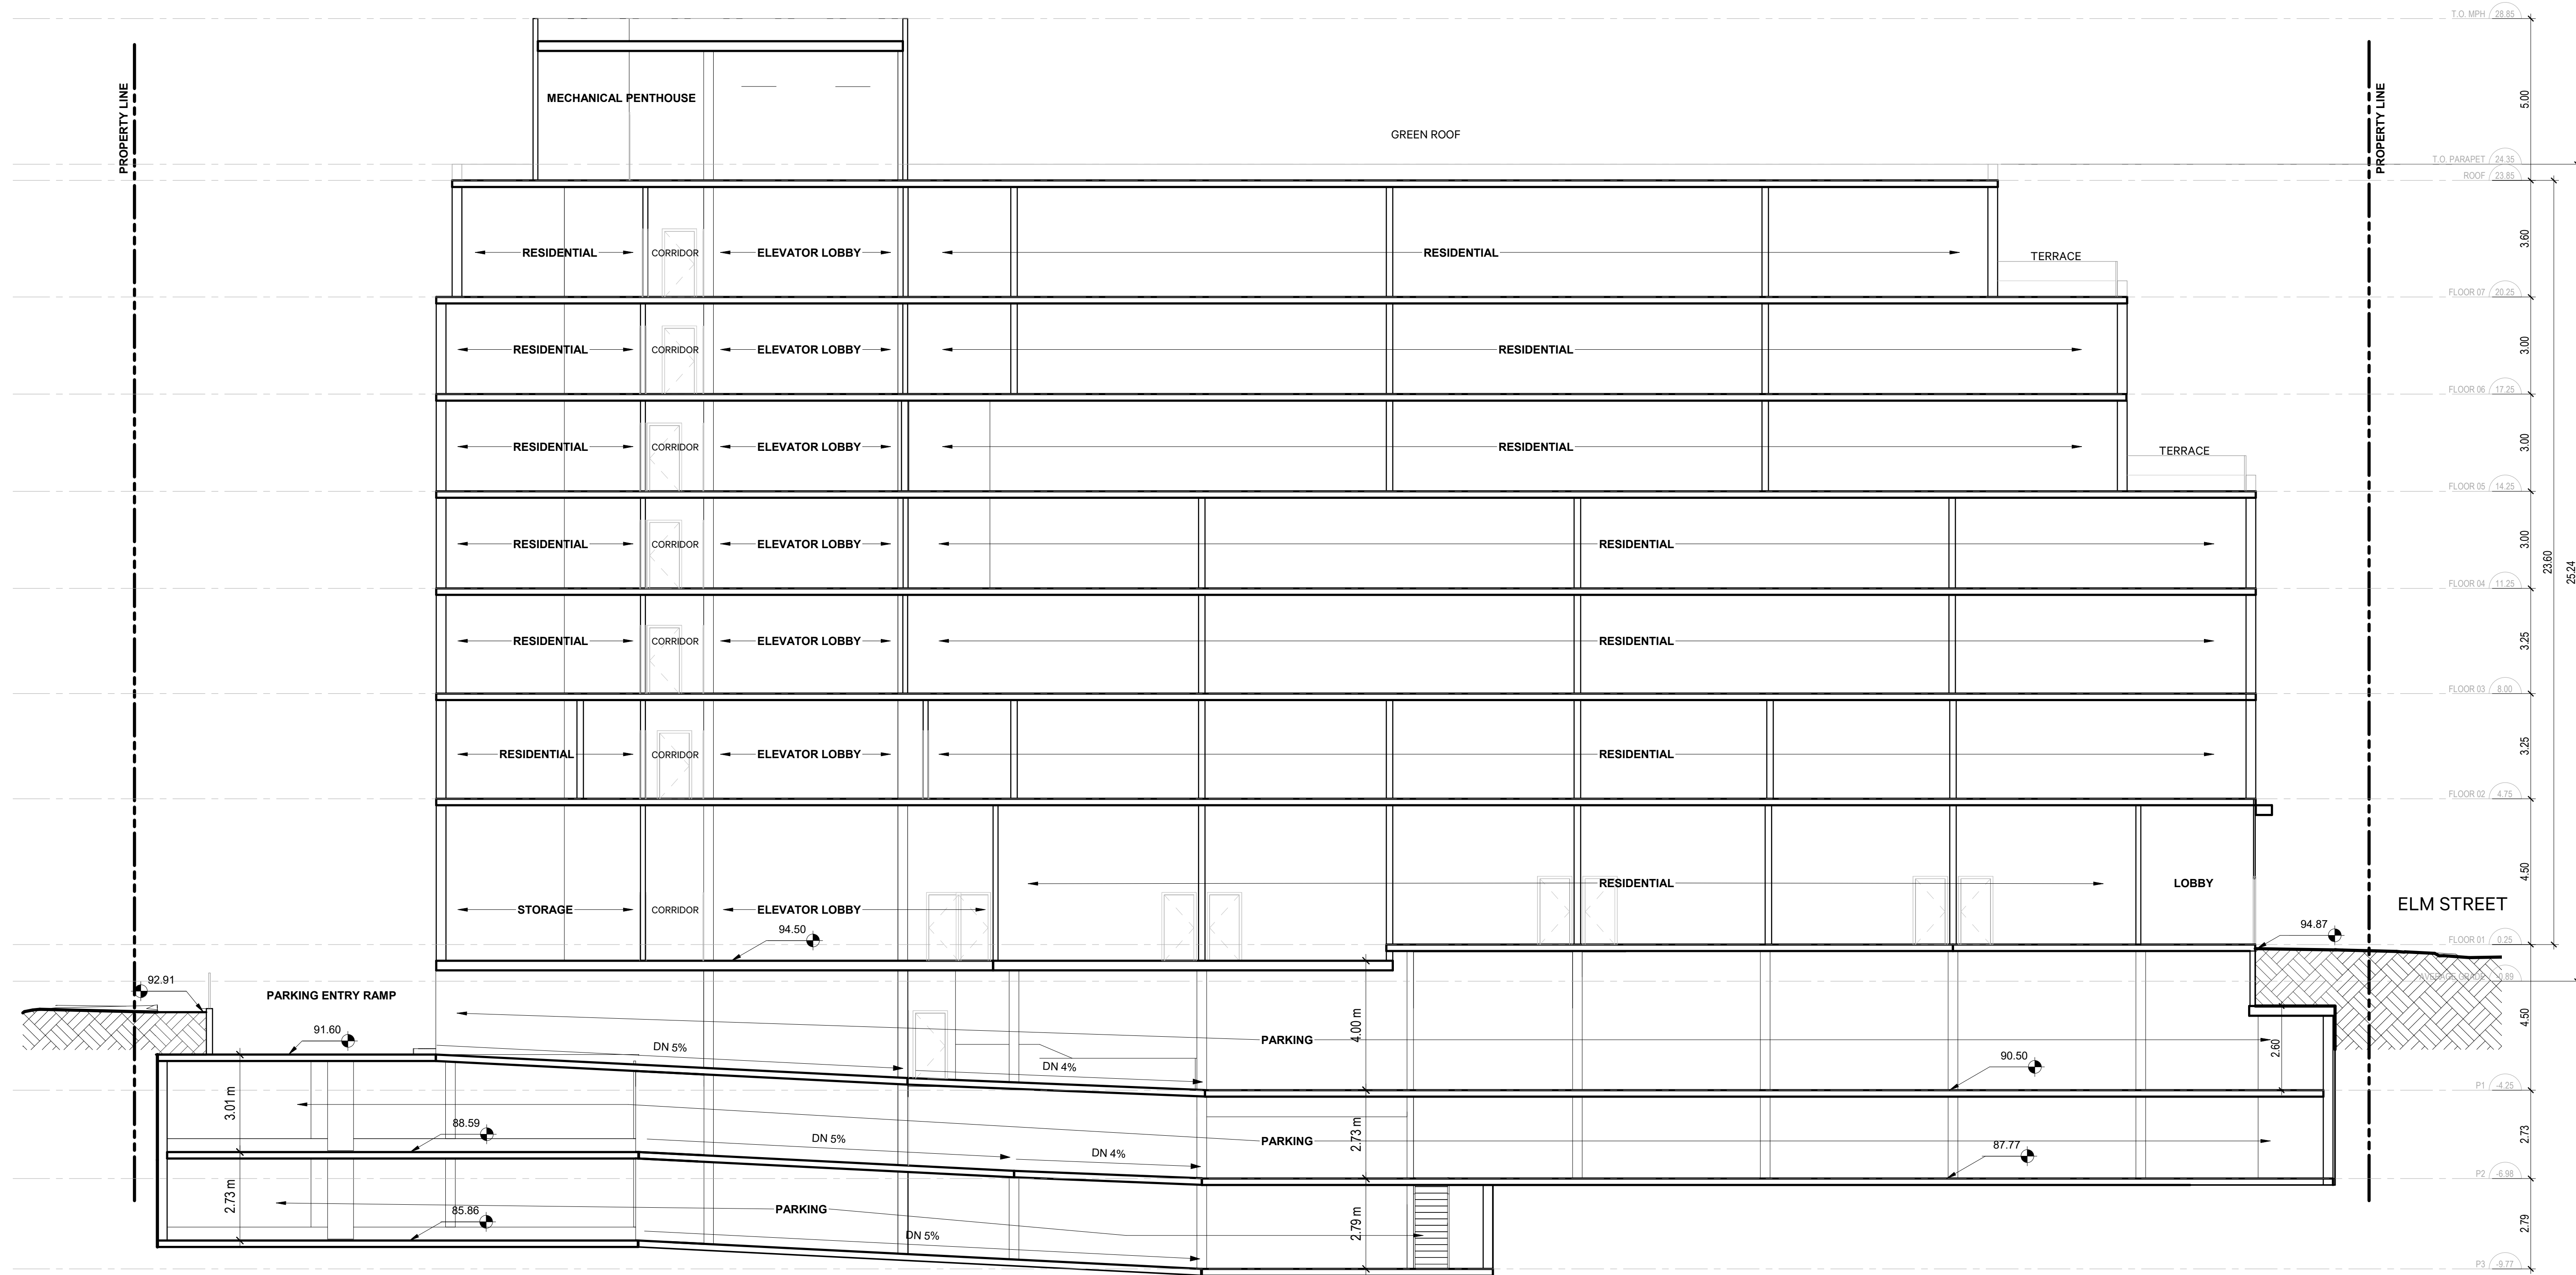 T.O. MPH 28.85
PROPERTY LINE
PROPERTY LINE
MECHANICAL PENTHOUSE
5.00
GREEN ROOF
T.O. PARAPET 24.35
ROOF 23.85
RESIDENTIAL CORRIDOR ELEVATOR LOBBY RESIDENTIAL
TERRACE
3.60
FLOOR 07 20.25
RESIDENTIAL CORRIDOR ELEVATOR LOBBY RESIDENTIAL
3.00
FLOOR 06 17.25
RESIDENTIAL CORRIDOR ELEVATOR LOBBY RESIDENTIAL
TERRACE
3.00
FLOOR 05 14.25
RESIDENTIAL CORRIDOR ELEVATOR LOBBY RESIDENTIAL
3.00
23.60
25.24
FLOOR 04 11.25
RESIDENTIAL CORRIDOR ELEVATOR LOBBY RESIDENTIAL
3.25
FLOOR 03 8.00
RESIDENTIAL CORRIDOR ELEVATOR LOBBY RESIDENTIAL
3.25
FLOOR 02 4.75
4.50
RESIDENTIAL LOBBY
STORAGE CORRIDOR ELEVATOR LOBBY
ELM STREET
94.50
94.87
FLOOR 01 0.25
AVERAGE GRADE -0.89
92.91
PARKING ENTRY RAMP
91.60
4.00 m
4.50
PARKING
DN 5%
DN 4%
2.60
90.50
P1 -4.25
3.01 m
88.59
DN 5%
DN 4%
2.73 m
PARKING
87.77
2.73
P2 -6.98
2.73 m
85.86
PARKING
DN 5%
2.79 m
2.79
P3 -9.77